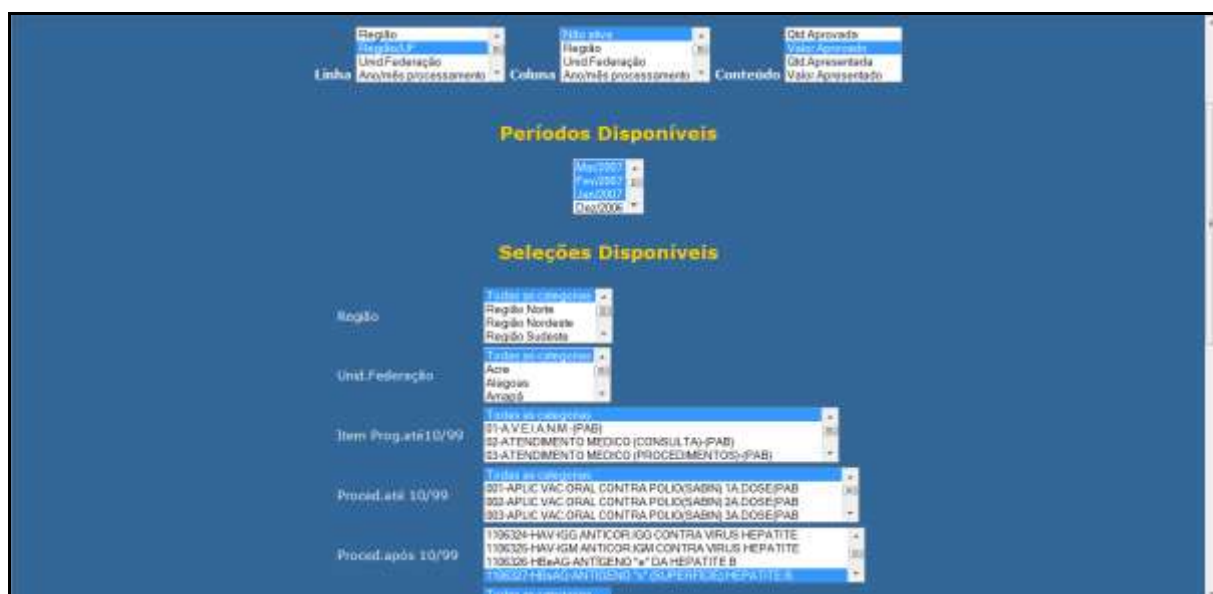 Região Não ativa Qtd.Aprovada
Região/UF Região Valor Aprovado
Unid.Federação Unid.Federação Qtd.Apresentada
Linha Ano/mês processamento Coluna Ano/mês processamento Conteúdo Valor Apresentado
Períodos Disponíveis
Mar/2007
Fev/2007
Jan/2007
Dez/2006
Seleções Disponíveis
Todas as categorias
Região Norte
Região
Região Nordeste
Região Sudeste
Todas as categorias
Acre
Unid.Federação
Alagoas
Amapá
Todas as categorias
01-A.V.E.I.A.N.M.-(PAB)
Item Prog.até10/99
02-ATENDIMENTO MEDICO (CONSULTA)-(PAB)
03-ATENDIMENTO MEDICO (PROCEDIMENTOS)-(PAB)
Todas as categorias
001-APLIC VAC.ORAL CONTRA POLIO(SABIN) 1A.DOSE(PAB
Proced.até 10/99
002-APLIC VAC.ORAL CONTRA POLIO(SABIN) 2A.DOSE(PAB
003-APLIC VAC.ORAL CONTRA POLIO(SABIN) 3A.DOSE(PAB
1106324-HAV-IGG ANTICOR.IGG CONTRA VIRUS HEPATITE
1106325-HAV-IGM ANTICOR.IGM CONTRA VIRUS HEPATITE
Proced.após 10/99
1106326-HBeAG-ANTÍGENO "e" DA HEPATITE B
1106327-HBsAG-ANTÍGENO "s" (SUPERFÍCIE) HEPATITE B
Todas as categorias